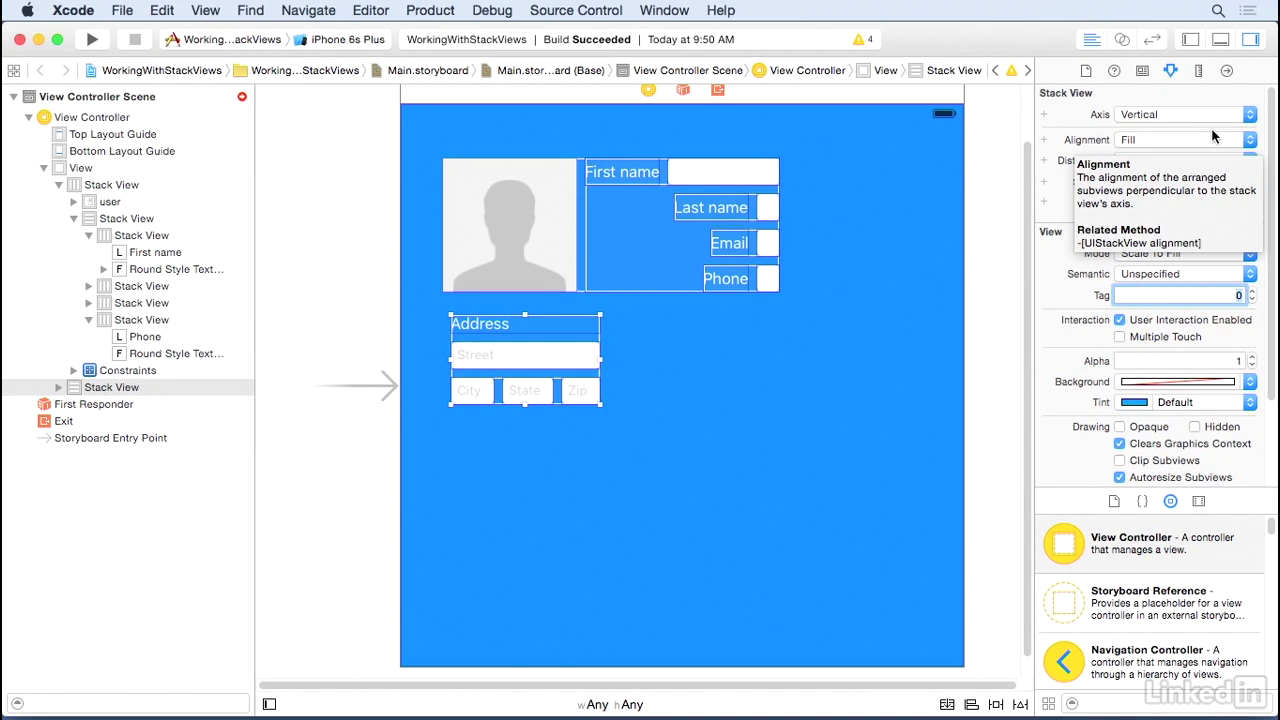 Xcode File Edit View Find Navigate Editor Product Debug Source Control Window Help
Working...ackViews iPhone 6s Plus WorkingWithStackViews Build Succeeded Today at 9:50 AM 4
WorkingWithStackViews Working...StackViews Main.storyboard Main.stor...ard (Base) View Controller Scene View Controller View Stack View
View Controller Scene
View Controller
Top Layout Guide
Bottom Layout Guide
View
Stack View
user
Stack View
Stack View
L First name
F Round Style Text...
Stack View
Stack View
Stack View
L Phone
F Round Style Text...
Constraints
Stack View
First Responder
Exit
Storyboard Entry Point
First name
Last name
Email
Phone
Address
Street
City State Zip
wAny hAny
Stack View
Axis Vertical
Alignment Fill
Dis
Alignment
The alignment of the arranged
subviews perpendicular to the stack
view's axis.
Related Method
-[UIStackView alignment]
View
Mode Scale To Fill
Semantic Unspecified
Tag 0
Interaction User Interaction Enabled
Multiple Touch
Alpha 1
Background
Tint Default
Drawing Opaque Hidden
Clears Graphics Context
Clip Subviews
Autoresize Subviews
View Controller - A controller
that manages a view.
Storyboard Reference -
Provides a placeholder for a view
controller in an external storybo...
Navigation Controller - A
controller that manages navigation
through a hierarchy of views.
LinkedIn